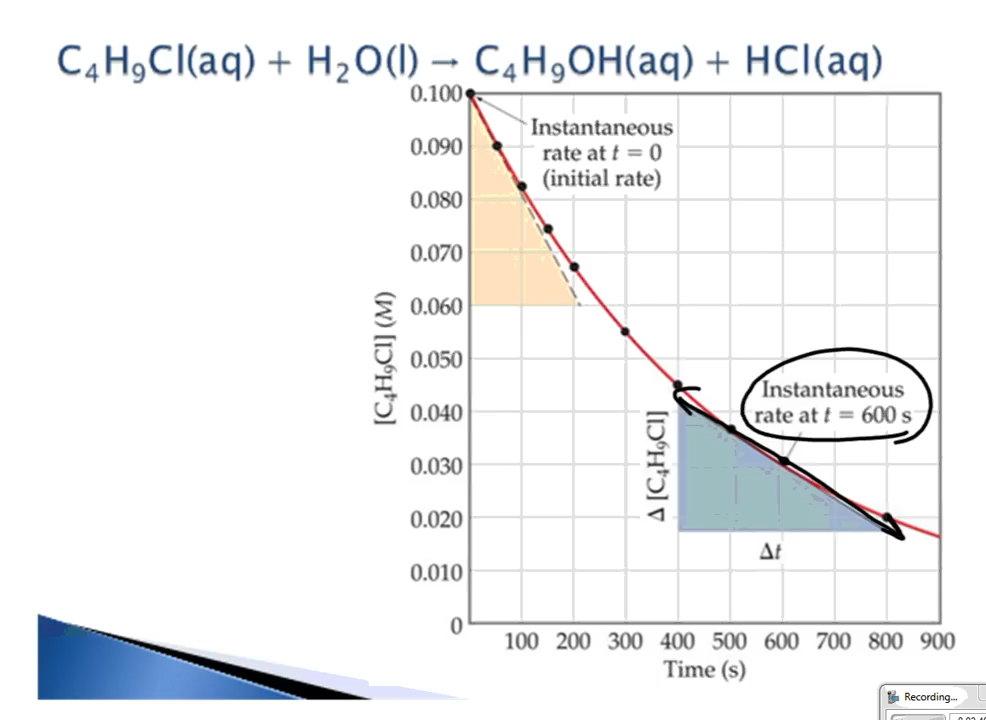 C₄H₉Cl(aq) + H₂O(l) → C₄H₉OH(aq) + HCl(aq)
0.100
Instantaneous
rate at t = 0
(initial rate)
0.090
0.080
0.070
0.060
0.050
0.040
0.030
0.020
0.010
0
[C₄H₉Cl] (M)
Instantaneous
rate at t = 600 s
Δ [C₄H₉Cl]
Δt
100 200 300 400 500 600 700 800 900
Time (s)
Recording...